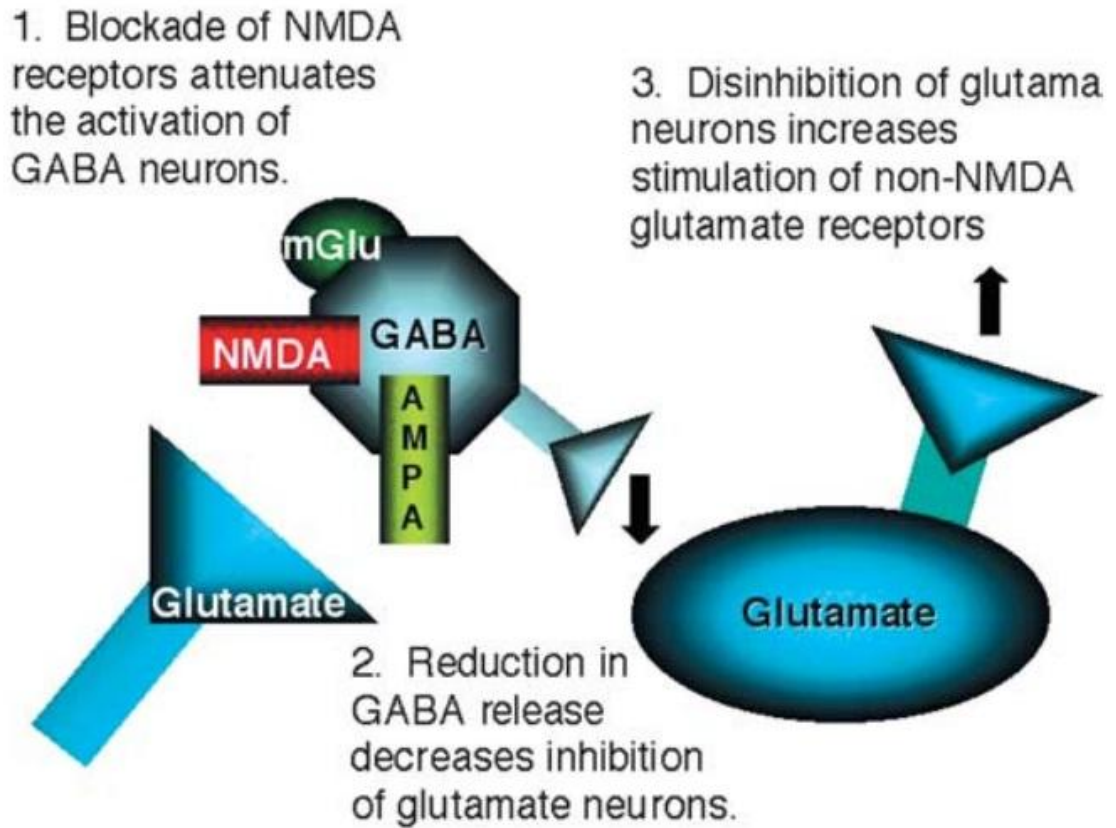 1. Blockade of NMDA
receptors attenuates
the activation of
GABA neurons.
3. Disinhibition of glutama
neurons increases
stimulation of non-NMDA
glutamate receptors
mGlu
GABA
NMDA
AMPA
Glutamate
Glutamate
2. Reduction in
GABA release
decreases inhibition
of glutamate neurons.